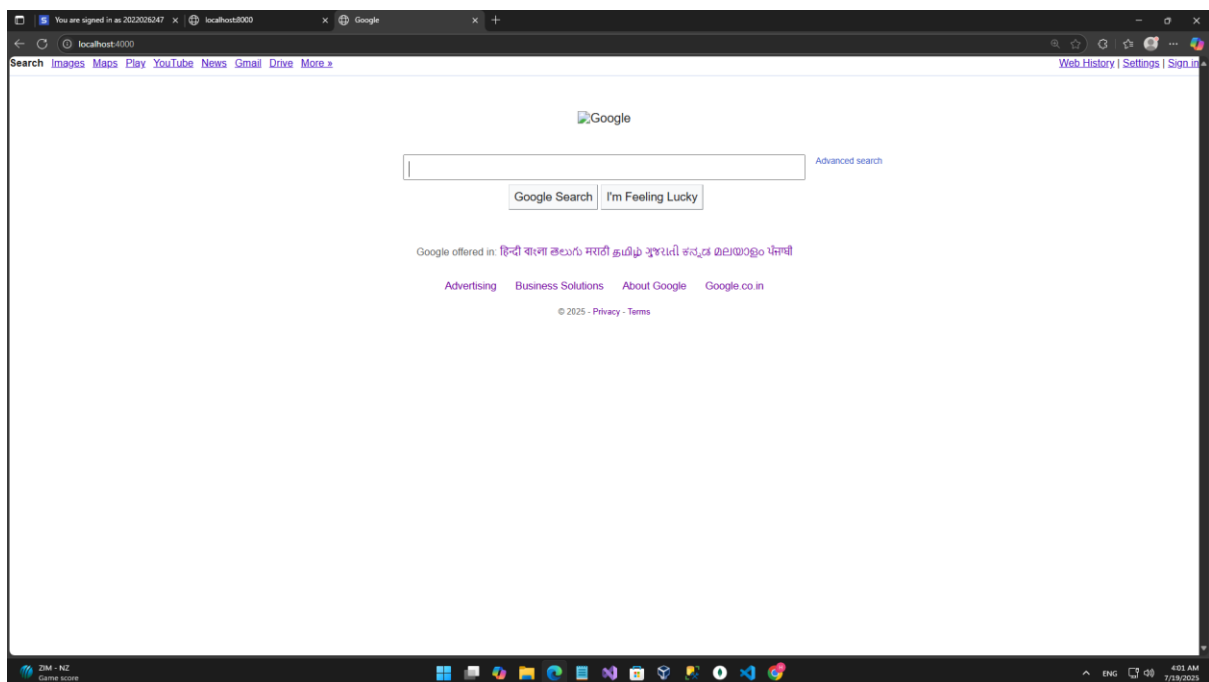 You are signed in as 2022026247
localhost:8000
Google
localhost:4000
Search Images Maps Play YouTube News Gmail Drive More »
Web History | Settings | Sign in
Google
Advanced search
Google Search
I'm Feeling Lucky
Google offered in: हिन्दी বাংলা తెలుగు मराठी தமிழ் ગુજરાતી ಕನ್ನಡ മലയാളം ਪੰਜਾਬੀ
Advertising Business Solutions About Google Google.co.in
© 2025 - Privacy - Terms
ZIM - NZ
Game score
ENG
4:01 AM
7/19/2025